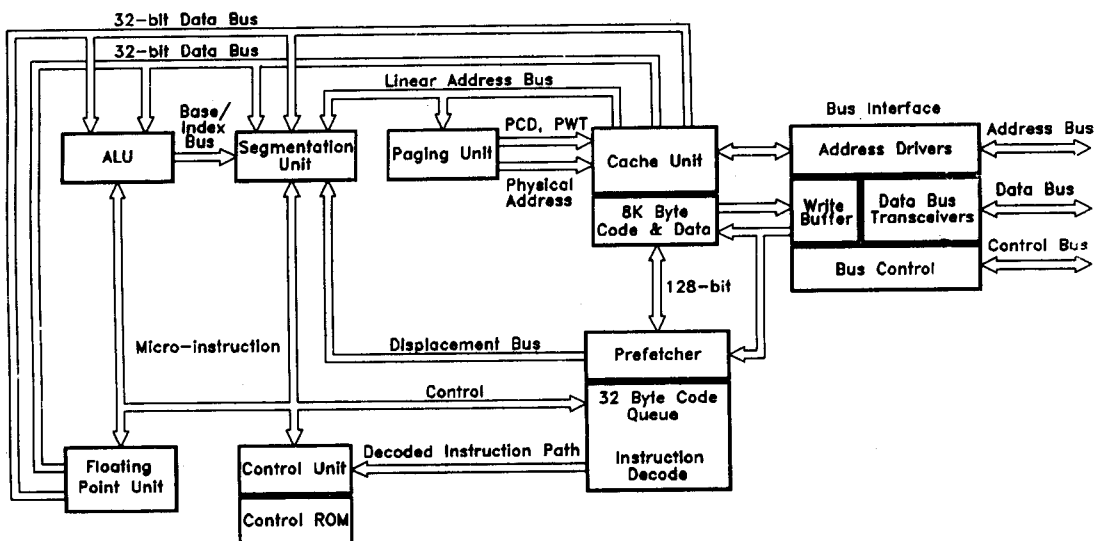 32-bit Data Bus
32-bit Data Bus
Linear Address Bus
Base/
Index
Bus
PCD, PWT
Bus Interface
Address Bus
ALU
Segmentation
Unit
Paging Unit
Cache Unit
Address Drivers
Physical
Address
8K Byte
Code & Data
Write
Buffer
Data Bus
Transceivers
Data Bus
Control Bus
Bus Control
128-bit
Micro-instruction
Displacement Bus
Prefetcher
Control
32 Byte Code
Queue
Decoded Instruction Path
Instruction
Decode
Floating
Point Unit
Control Unit
Control ROM